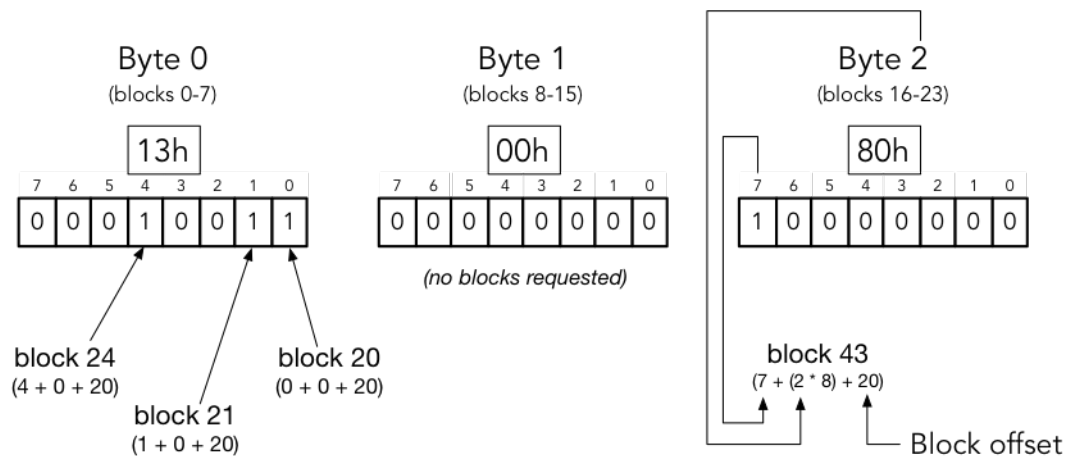 Byte 0
(blocks 0-7)
13h
7 6 5 4 3 2 1 0
0 0 0 1 0 0 1 1
block 24
(4 + 0 + 20)
block 21
(1 + 0 + 20)
block 20
(0 + 0 + 20)
Byte 1
(blocks 8-15)
00h
7 6 5 4 3 2 1 0
0 0 0 0 0 0 0 0
(no blocks requested)
Byte 2
(blocks 16-23)
80h
7 6 5 4 3 2 1 0
1 0 0 0 0 0 0 0
block 43
(7 + (2 * 8) + 20)
Block offset